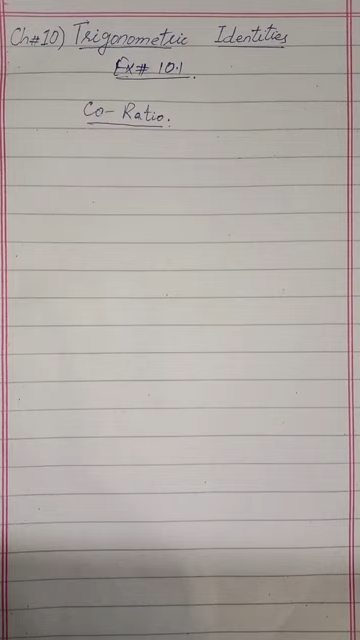 Ch#10) Trigonometric Identities
Ex# 10.1.
Co-Ratio.